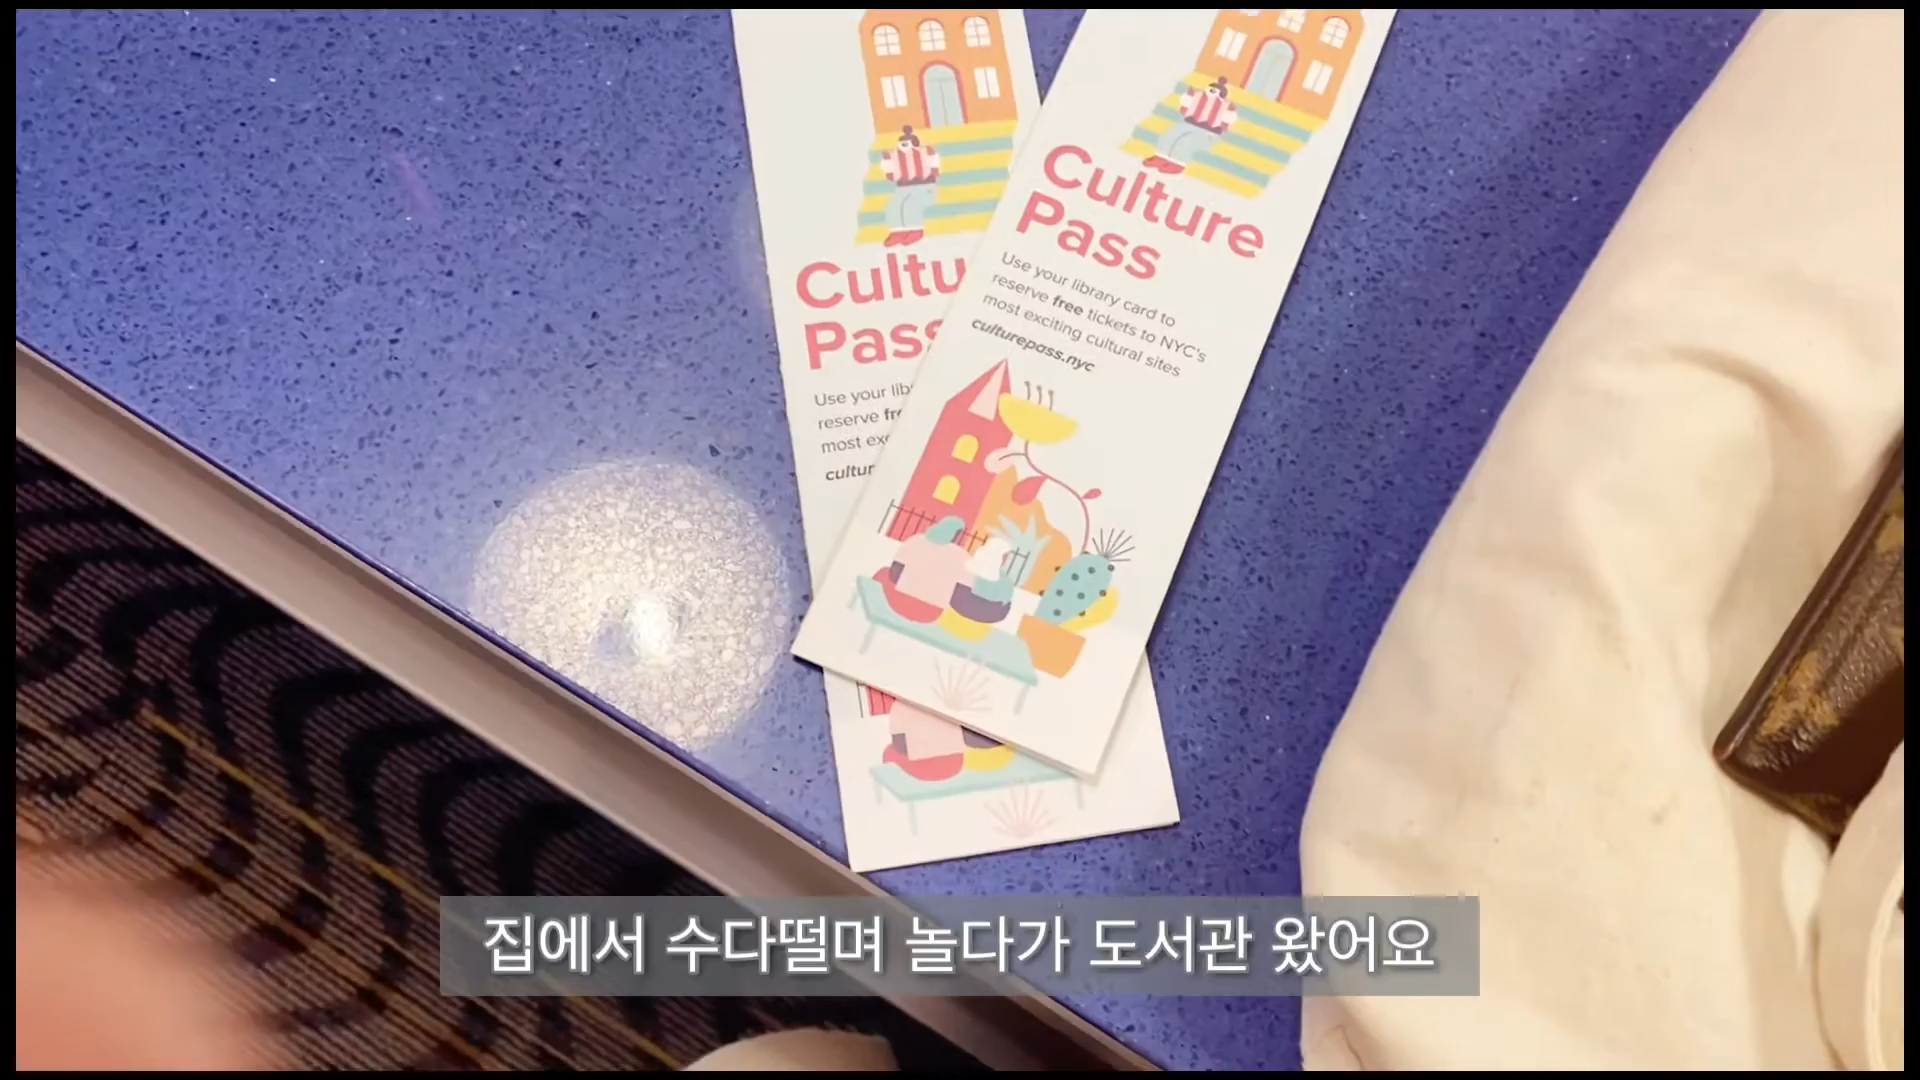 Culture
Pass
Use your library card to
reserve free tickets to NYC's
most exciting cultural sites
culturepass.nyc
Cultu
Pass
Use your lib
reserve fr
most ex
cultur
집에서 수다떨며 놀다가 도서관 왔어요